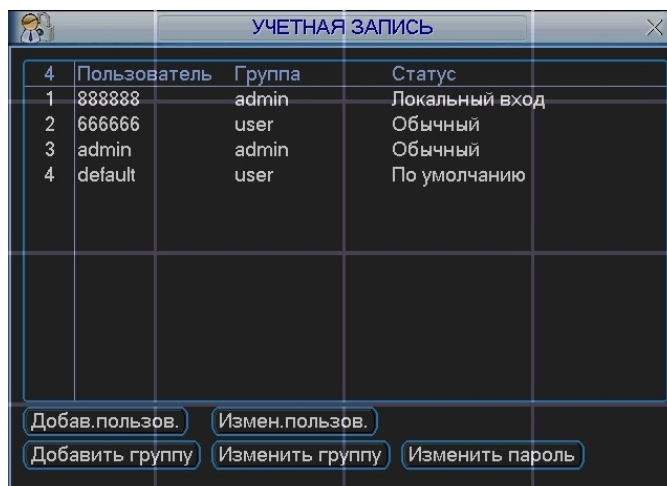 УЧЕТНАЯ ЗАПИСЬ
4 Пользователь Группа Статус
1 888888 admin Локальный вход
2 666666 user Обычный
3 admin admin Обычный
4 default user По умолчанию
Добав.пользов. Измен.пользов.
Добавить группу Изменить группу Изменить пароль